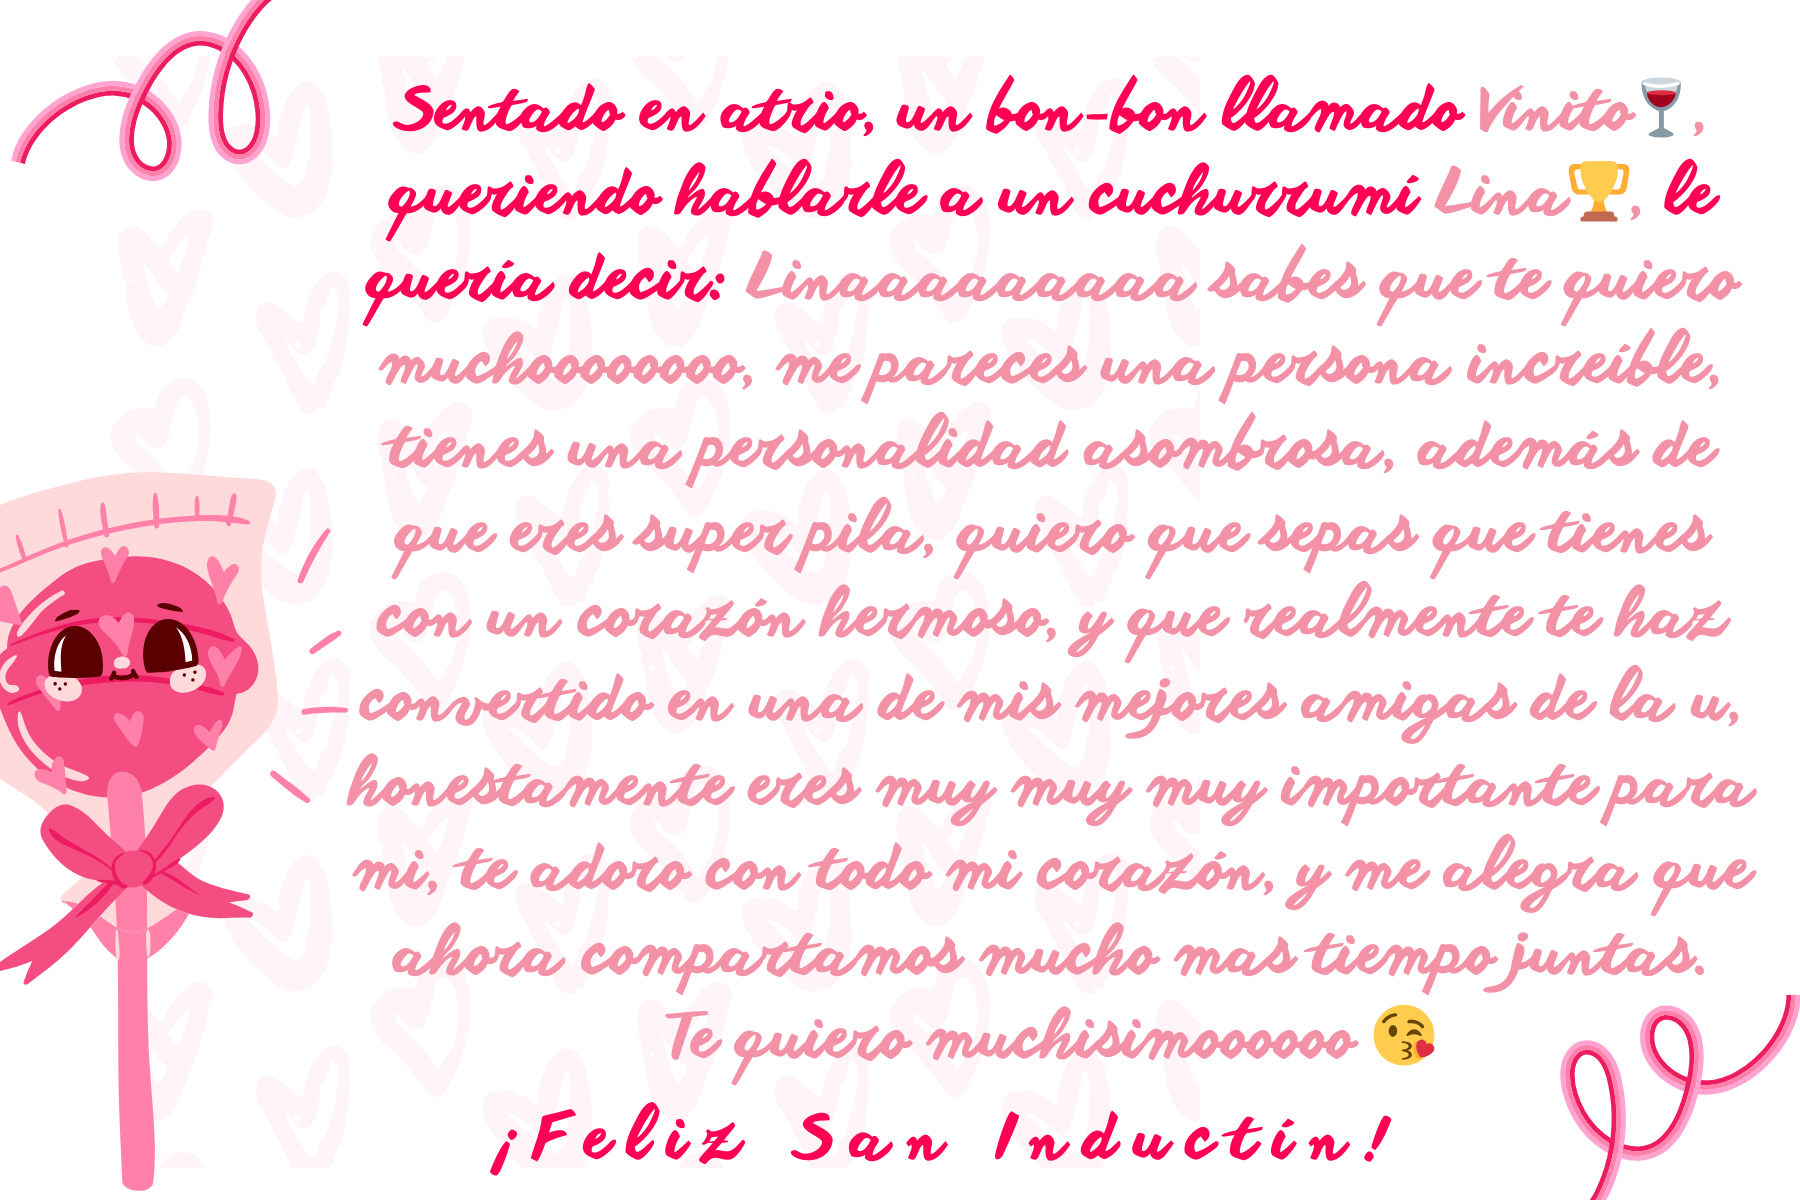 Sentado en atrio, un bon-bon llamado Vinito🍷,
queriendo hablarle a un cuchurrumí Lina🏆, le
quería decir: Linaaaaaaaaaa sabes que te quiero
muchoooooooo, me pareces una persona increíble,
tienes una personalidad asombrosa, además de
que eres super pila, quiero que sepas que tienes
con un corazón hermoso, y que realmente te haz
convertido en una de mis mejores amigas de la u,
honestamente eres muy muy muy importante para
mi, te adoro con todo mi corazón, y me alegra que
ahora compartamos mucho mas tiempo juntas.
Te quiero muchisimoooooo 😘
¡Feliz San Inductín!